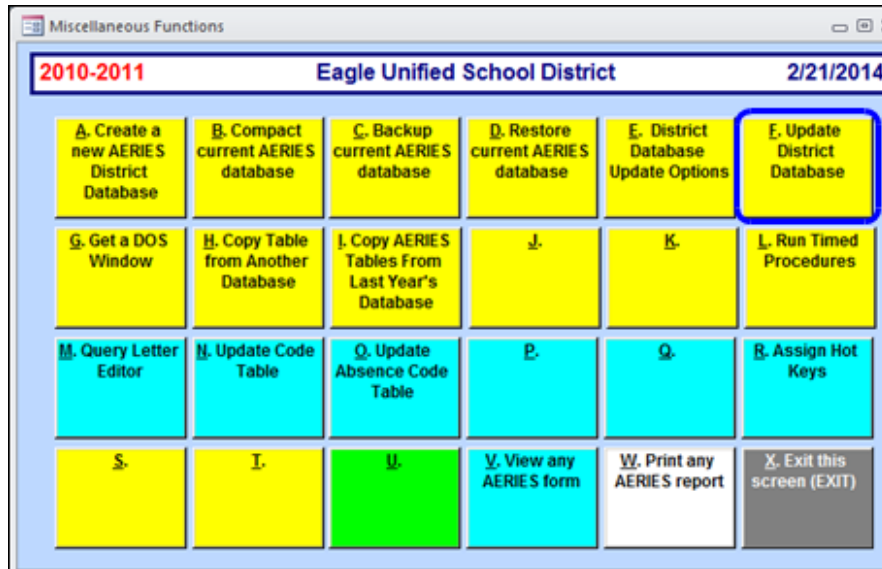 Miscellaneous Functions
2010-2011 Eagle Unified School District 2/21/2014
A. Create a
new AERIES
District
Database
B. Compact
current AERIES
database
C. Backup
current AERIES
database
D. Restore
current AERIES
database
E. District
Database
Update Options
F. Update
District
Database
G. Get a DOS
Window
H. Copy Table
from Another
Database
I. Copy AERIES
Tables From
Last Year's
Database
J.
K.
L. Run Timed
Procedures
M. Query Letter
Editor
N. Update Code
Table
O. Update
Absence Code
Table
P.
Q.
R. Assign Hot
Keys
S.
T.
U.
V. View any
AERIES form
W. Print any
AERIES report
X. Exit this
screen (EXIT)